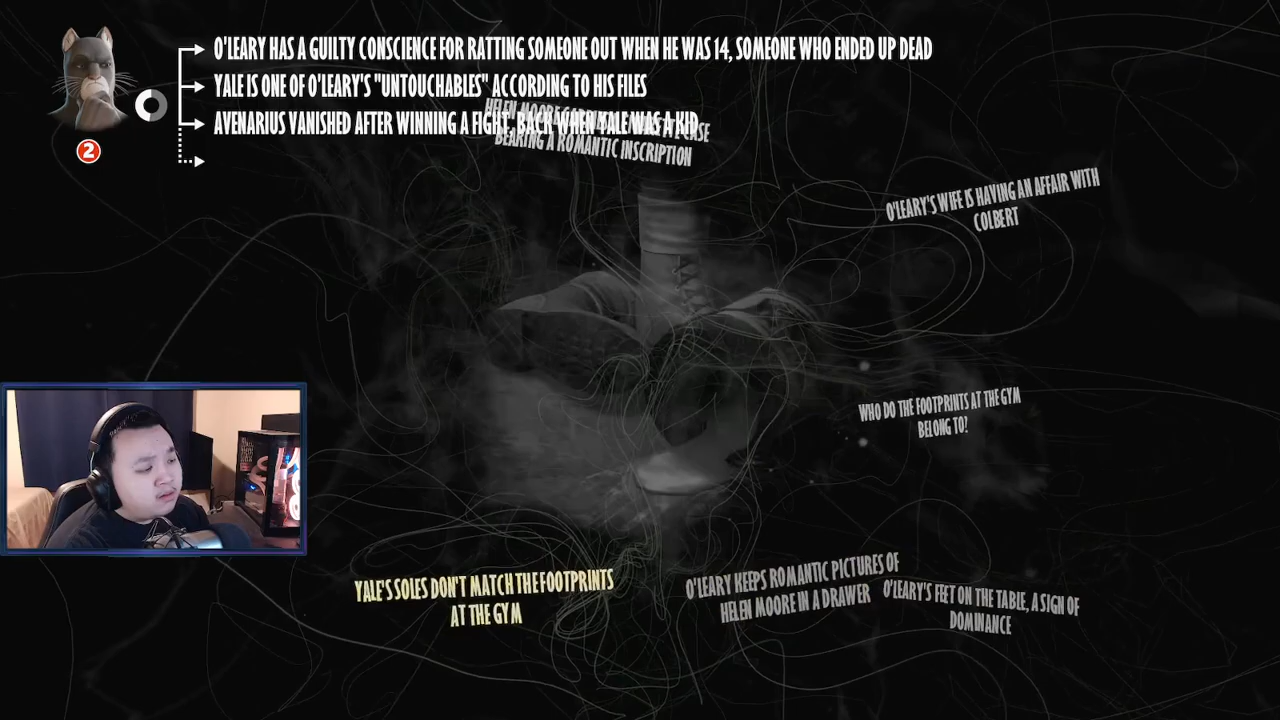 O'LEARY HAS A GUILTY CONSCIENCE FOR RATTING SOMEONE OUT WHEN HE WAS 14, SOMEONE WHO ENDED UP DEAD
YALE IS ONE OF O'LEARY'S "UNTOUCHABLES" ACCORDING TO HIS FILES
AVENARIUS VANISHED AFTER WINNING A FIGHT, BACK WHEN YALE WAS A KID
2
HELEN MOORE
BEARING A ROMANTIC INSCRIPTION
O'LEARY'S WIFE IS HAVING AN AFFAIR WITH
COLBERT
WHO DO THE FOOTPRINTS AT THE GYM
BELONG TO?
YALE'S SOLES DON'T MATCH THE FOOTPRINTS
AT THE GYM
O'LEARY KEEPS ROMANTIC PICTURES OF
HELEN MOORE IN A DRAWER
O'LEARY'S FEET ON THE TABLE, A SIGN OF
DOMINANCE